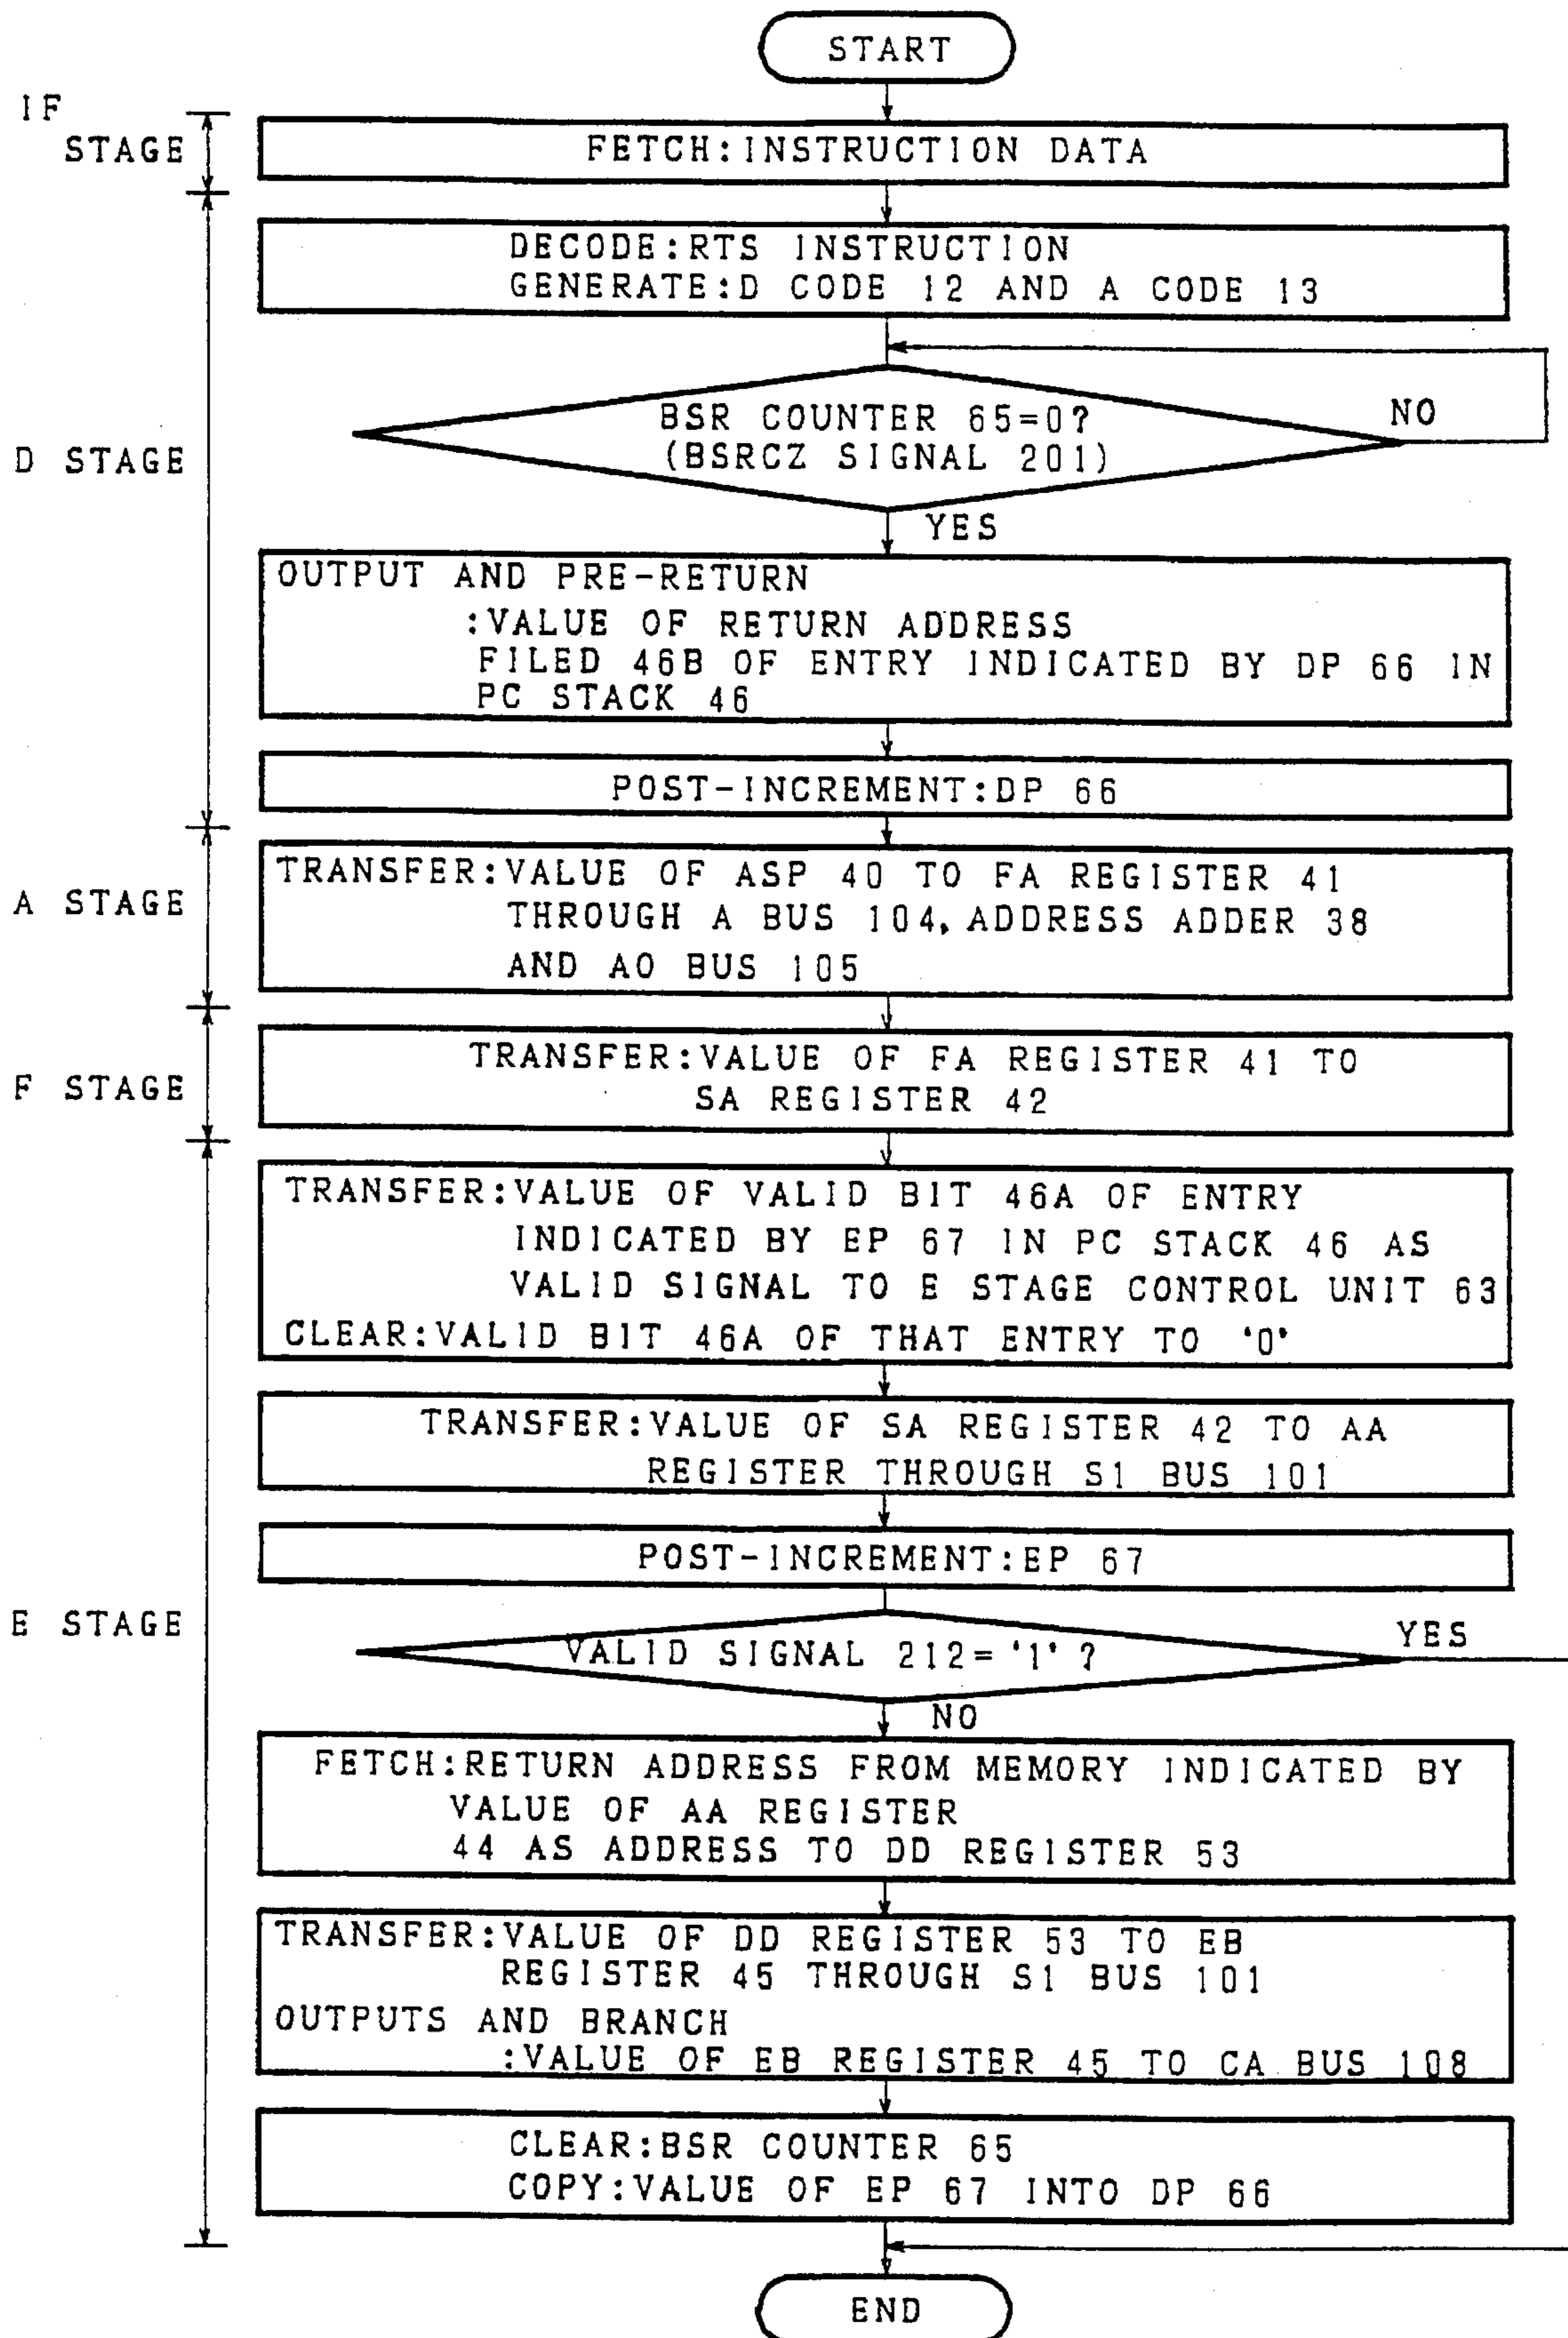 START
IF
STAGE
FETCH:INSTRUCTION DATA
DECODE:RTS INSTRUCTION
GENERATE:D CODE 12 AND A CODE 13
D STAGE
BSR COUNTER 65=0?
(BSRCZ SIGNAL 201)
NO
YES
OUTPUT AND PRE-RETURN
:VALUE OF RETURN ADDRESS
FILED 46B OF ENTRY INDICATED BY DP 66 IN
PC STACK 46
POST-INCREMENT:DP 66
A STAGE
TRANSFER:VALUE OF ASP 40 TO FA REGISTER 41
THROUGH A BUS 104, ADDRESS ADDER 38
AND AO BUS 105
F STAGE
TRANSFER:VALUE OF FA REGISTER 41 TO
SA REGISTER 42
TRANSFER:VALUE OF VALID BIT 46A OF ENTRY
INDICATED BY EP 67 IN PC STACK 46 AS
VALID SIGNAL TO E STAGE CONTROL UNIT 63
CLEAR:VALID BIT 46A OF THAT ENTRY TO '0'
TRANSFER:VALUE OF SA REGISTER 42 TO AA
REGISTER THROUGH S1 BUS 101
POST-INCREMENT:EP 67
E STAGE
VALID SIGNAL 212= '1' ?
YES
NO
FETCH:RETURN ADDRESS FROM MEMORY INDICATED BY
VALUE OF AA REGISTER
44 AS ADDRESS TO DD REGISTER 53
TRANSFER:VALUE OF DD REGISTER 53 TO EB
REGISTER 45 THROUGH S1 BUS 101
OUTPUTS AND BRANCH
:VALUE OF EB REGISTER 45 TO CA BUS 108
CLEAR:BSR COUNTER 65
COPY:VALUE OF EP 67 INTO DP 66
END